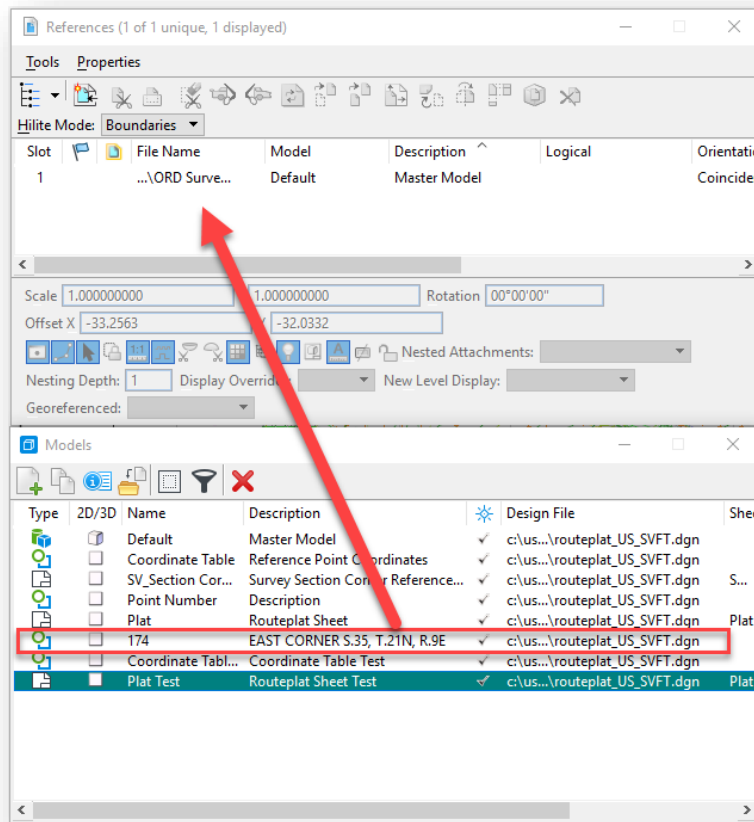 References (1 of 1 unique, 1 displayed)
Tools Properties
Hilite Mode: Boundaries
Slot File Name Model Description Logical Orientati
1 ...\ORD Surve... Default Master Model Coincide
Scale 1.000000000 1.000000000 Rotation 00°00'00"
Offset X -33.2563 Y -32.0332
1:1 A Nested Attachments:
Nesting Depth: 1 Display Overrid New Level Display:
Georeferenced:
Models
Type 2D/3D Name Description Design File Shee
Default Master Model c:\us...\routeplat_US_SVFT.dgn
Coordinate Table Reference Point Coordinates c:\us...\routeplat_US_SVFT.dgn
SV_Section Cor... Survey Section Corner Reference... c:\us...\routeplat_US_SVFT.dgn S...
Point Number Description c:\us...\routeplat_US_SVFT.dgn
Plat Routeplat Sheet c:\us...\routeplat_US_SVFT.dgn Plat
174 EAST CORNER S.35, T.21N, R.9E c:\us...\routeplat_US_SVFT.dgn
Coordinate Tabl... Coordinate Table Test c:\us...\routeplat_US_SVFT.dgn
Plat Test Routeplat Sheet Test c:\us...\routeplat_US_SVFT.dgn Plat